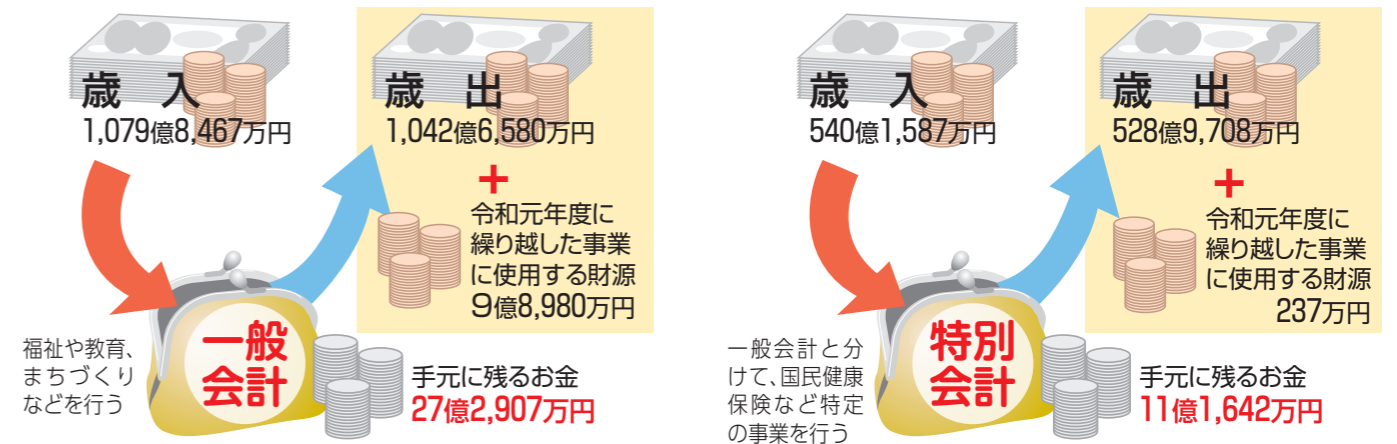 歳 入
1,079億8,467万円
歳 出
1,042億6,580万円
+
令和元年度に
繰り越した事業
に使用する財源
9億8,980万円
一般
会計
福祉や教育、
まちづくり
などを行う
手元に残るお金
27億2,907万円
歳 入
540億1,587万円
歳 出
528億9,708万円
+
令和元年度に
繰り越した事業
に使用する財源
237万円
特別
会計
一般会計と分
けて、国民健康
保険など特定
の事業を行う
手元に残るお金
11億1,642万円